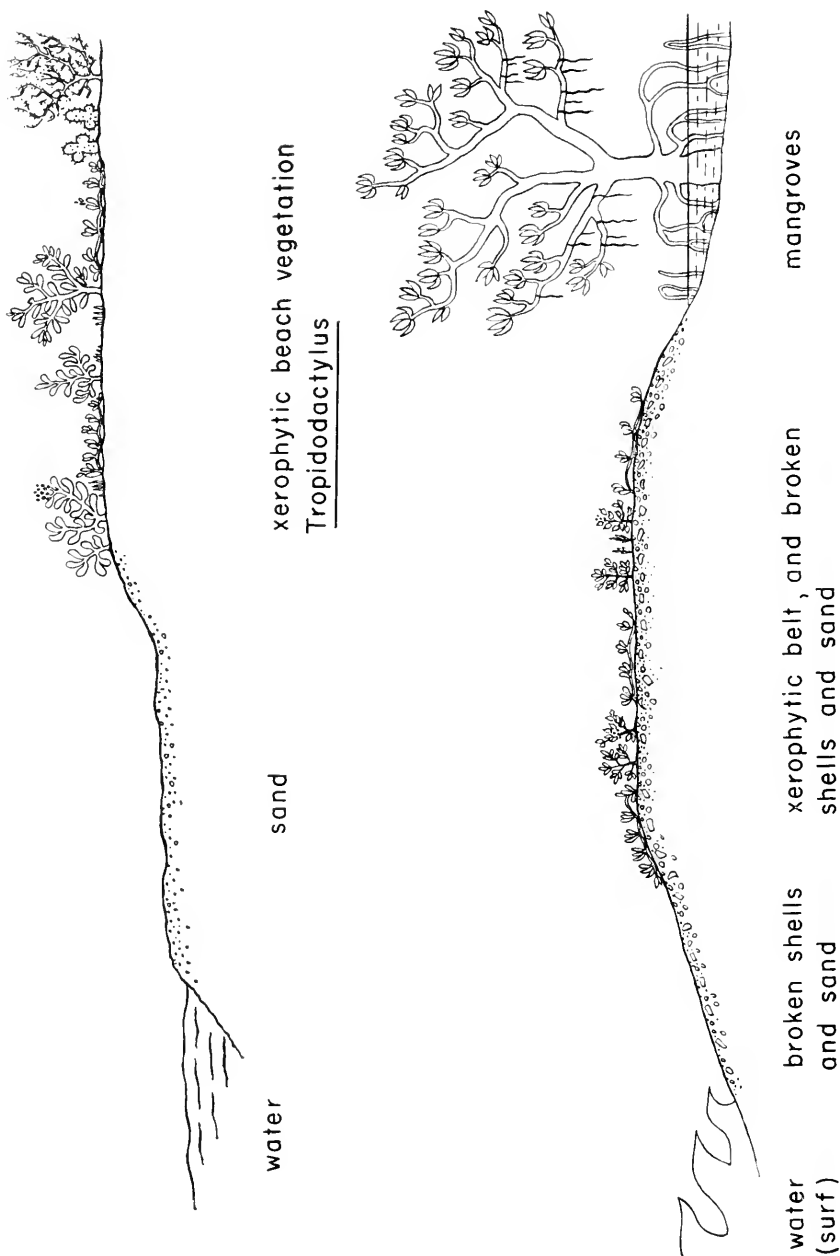 water
sand
xerophytic beach vegetation
Tropidodactylus
water
(surf)
broken shells
and sand
xerophytic belt, and broken
shells and sand
mangroves